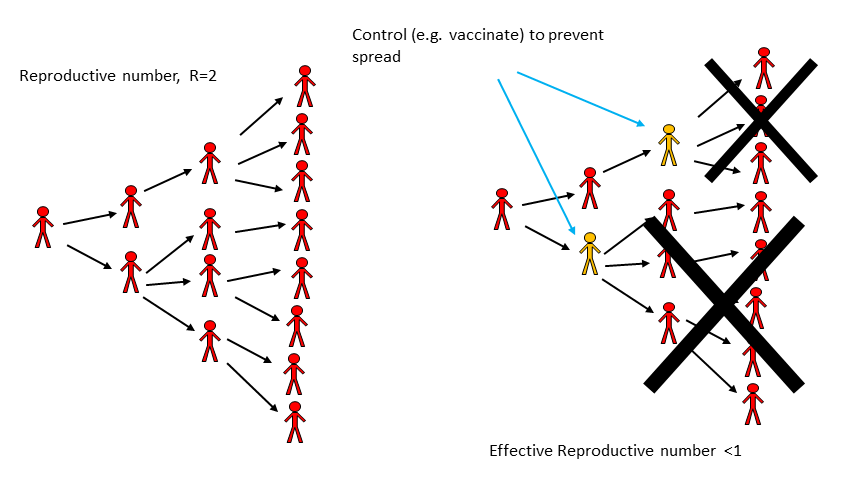 Control (e.g. vaccinate) to prevent
spread
Reproductive number, R=2
Effective Reproductive number <1